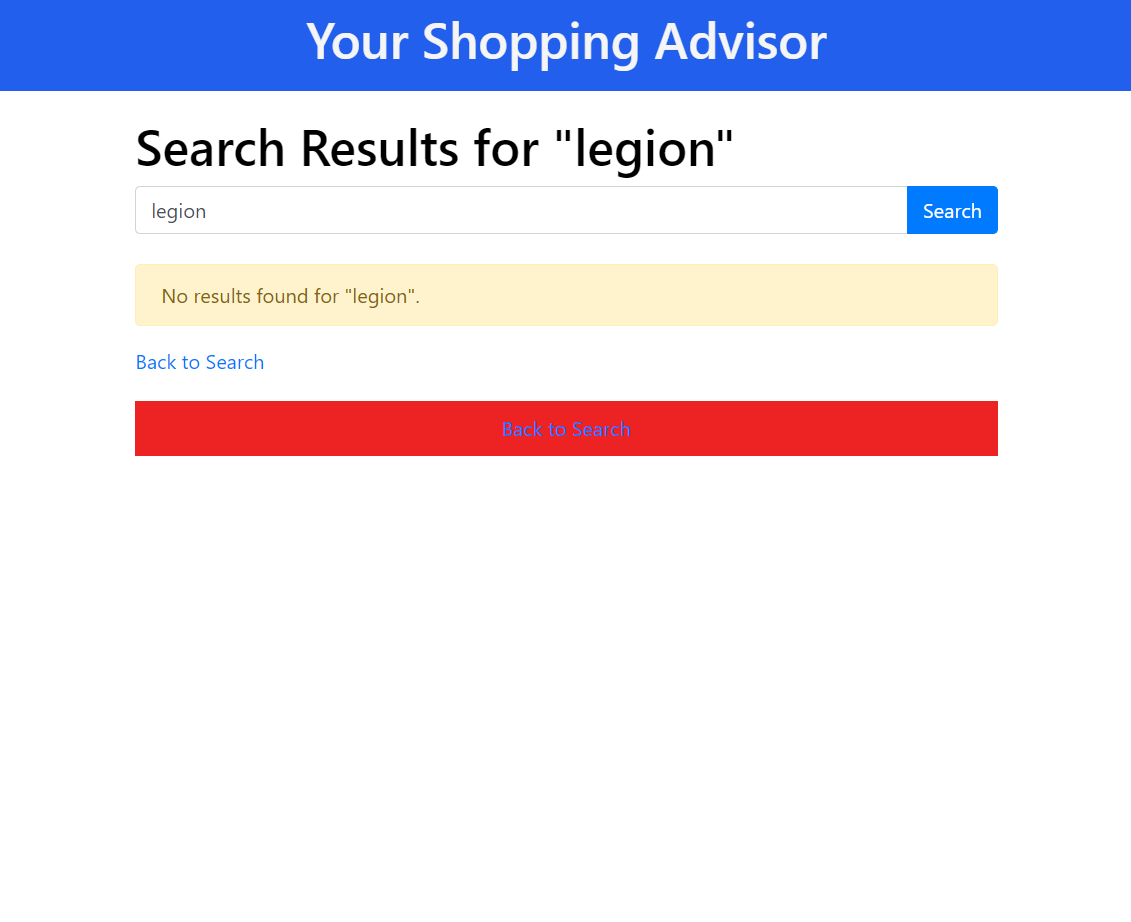 Your Shopping Advisor
Search Results for "legion"
legion
Search
No results found for "legion".
Back to Search
Back to Search